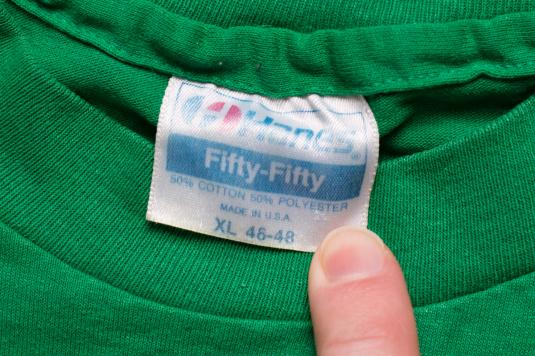 Hanes®
Fifty-Fifty
50% COTTON 50% POLYESTER
MADE IN U.S.A.
XL 46-48